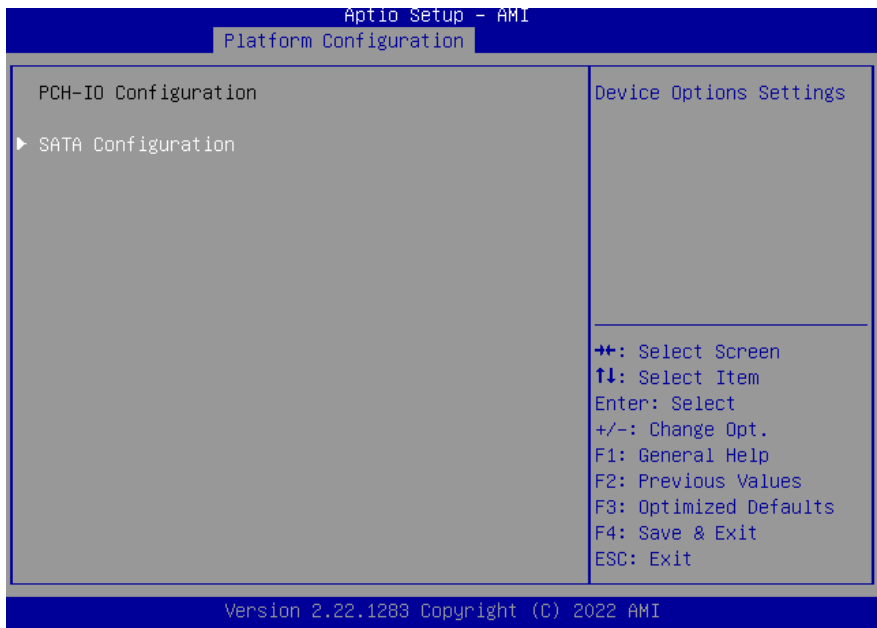 Aptio Setup - AMI
Platform Configuration
PCH-IO Configuration
SATA Configuration
Device Options Settings
→←: Select Screen
↑↓: Select Item
Enter: Select
+/-: Change Opt.
F1: General Help
F2: Previous Values
F3: Optimized Defaults
F4: Save & Exit
ESC: Exit
Version 2.22.1283 Copyright (C) 2022 AMI